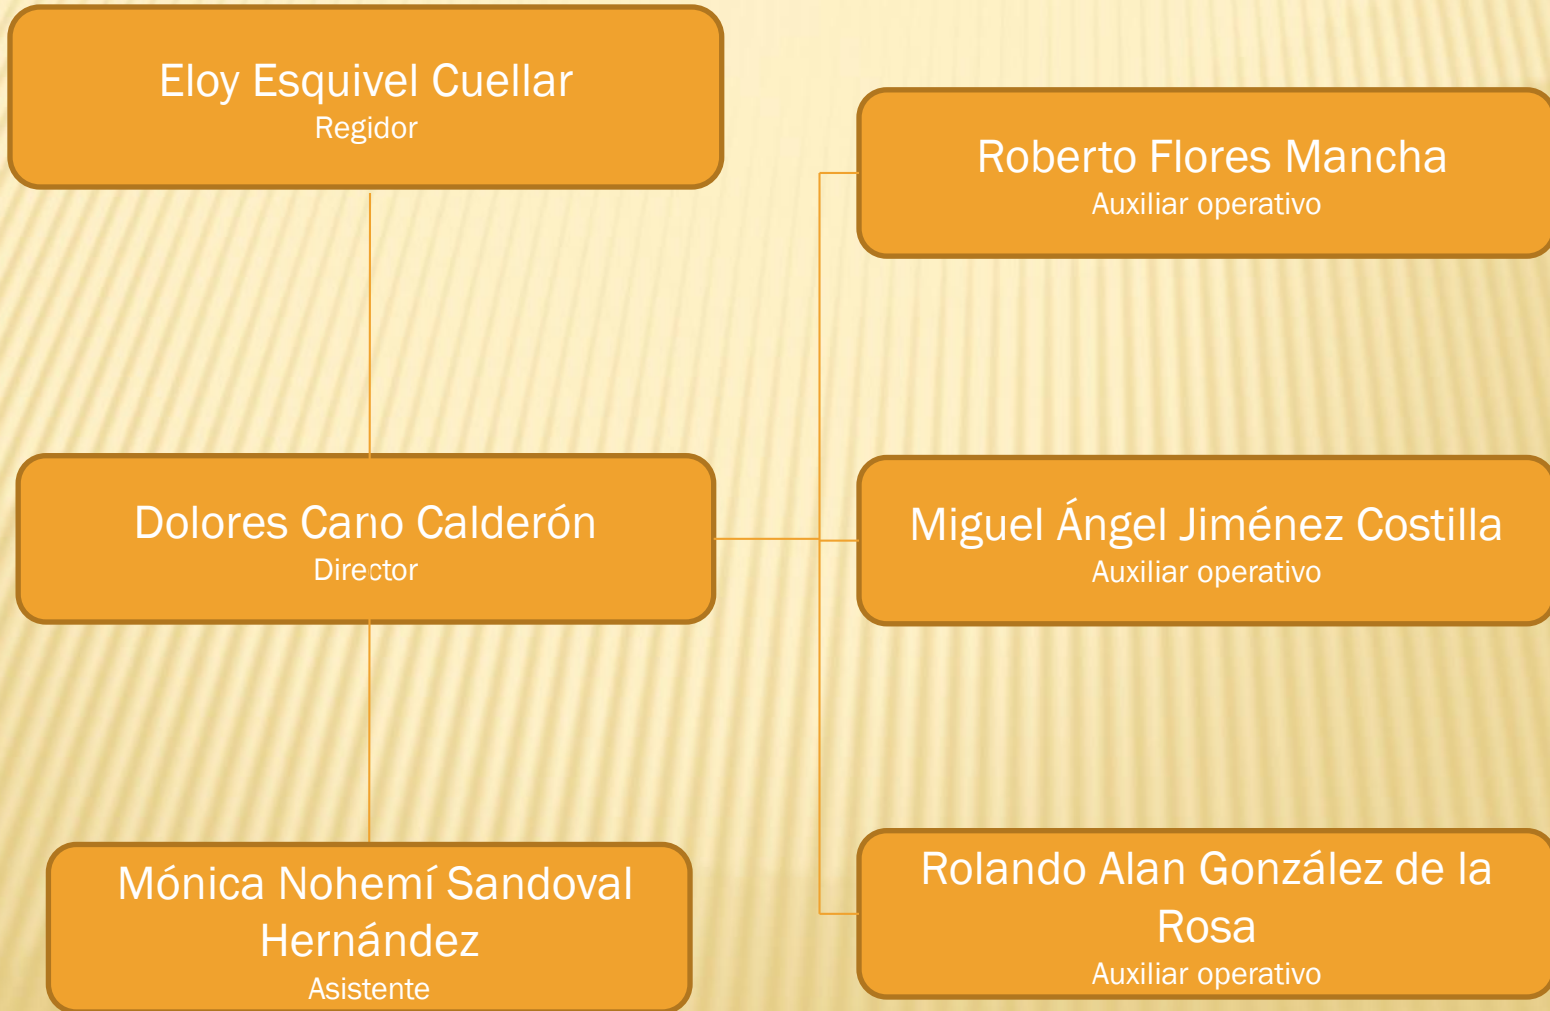 Eloy Esquivel Cuellar
Regidor
Dolores Cano Calderón
Director
Mónica Nohemí Sandoval
Hernández
Asistente
Roberto Flores Mancha
Auxiliar operativo
Miguel Ángel Jiménez Costilla
Auxiliar operativo
Rolando Alan González de la
Rosa
Auxiliar operativo